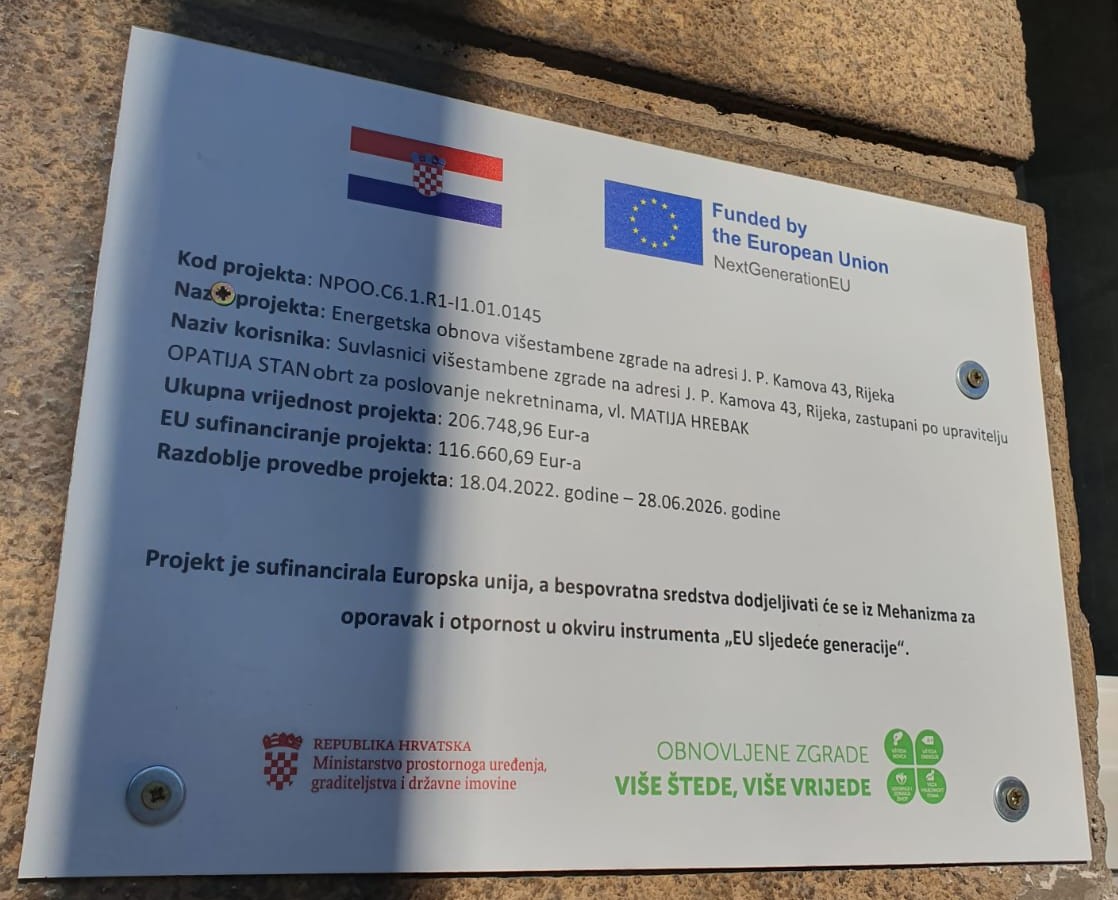 Funded by
the European Union
NextGenerationEU
Kod projekta: NPOO.C6.1.R1-I1.01.0145
Naz projekta: Energetska obnova višestambene zgrade na adresi J. P. Kamova 43, Rijeka
Naziv korisnika: Suvlasnici višestambene zgrade na adresi J. P. Kamova 43, Rijeka, zastupani po upravitelju
OPATIJA STAN obrt za poslovanje nekretninama, vl. MATIJA HREBAK
Ukupna vrijednost projekta: 206.748,96 Eur-a
EU sufinanciranje projekta: 116.660,69 Eur-a
Razdoblje provedbe projekta: 18.04.2022. godine – 28.06.2026. godine
Projekt je sufinancirala Europska unija, a bespovratna sredstva dodjeljivati će se iz Mehanizma za
oporavak i otpornost u okviru instrumenta „EU sljedeće generacije“.
REPUBLIKA HRVATSKA
Ministarstvo prostornoga uređenja,
graditeljstva i državne imovine
OBNOVLJENE ZGRADE
VIŠE ŠTEDE, VIŠE VRIJEDE